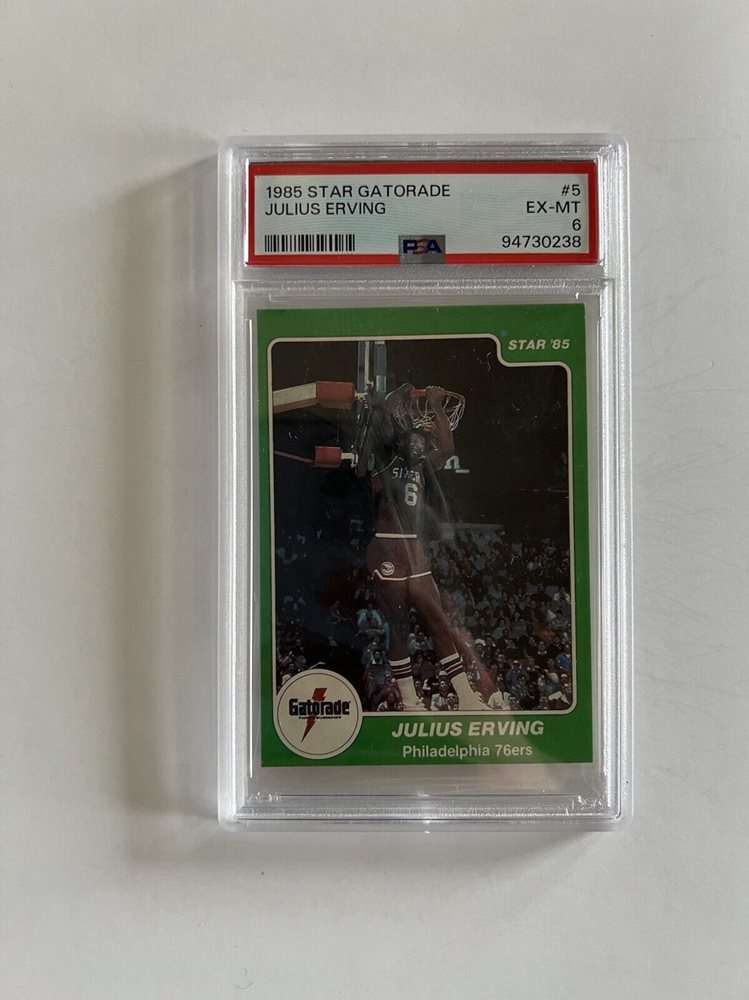 1985 STAR GATORADE #5
JULIUS ERVING EX-MT
6
94730238
PSA
STAR '85
SIXERS
6
Gatorade
JULIUS ERVING
Philadelphia 76ers